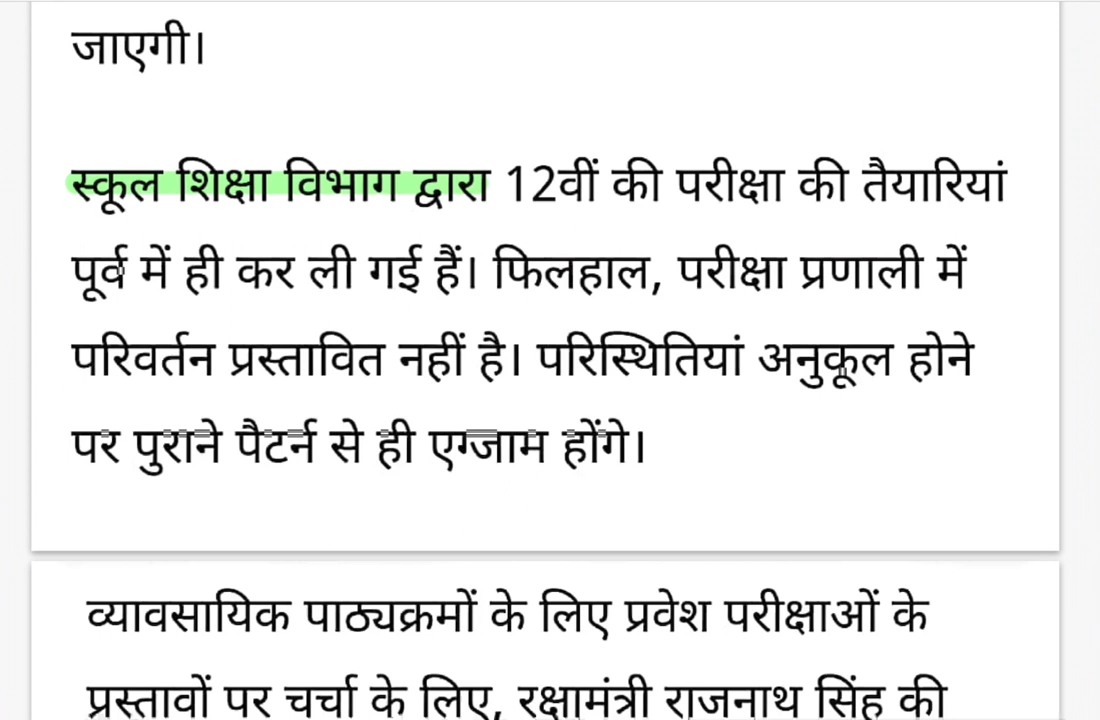 जाएगी।
स्कूल शिक्षा विभाग द्वारा 12वीं की परीक्षा की तैयारियां
पूर्व में ही कर ली गई हैं। फिलहाल, परीक्षा प्रणाली में
परिवर्तन प्रस्तावित नहीं है। परिस्थितियां अनुकूल होने
पर पुराने पैटर्न से ही एग्जाम होंगे।
व्यावसायिक पाठ्यक्रमों के लिए प्रवेश परीक्षाओं के
प्रस्तावों पर चर्चा के लिए, रक्षामंत्री राजनाथ सिंह की